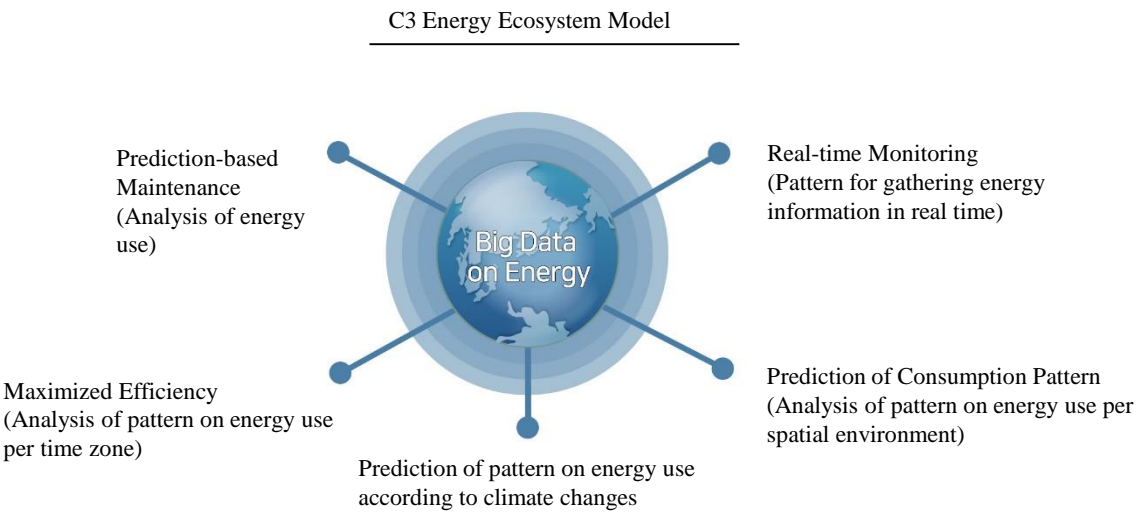 C3 Energy Ecosystem Model
Prediction-based
Maintenance
(Analysis of energy
use)
Real-time Monitoring
(Pattern for gathering energy
information in real time)
Big Data
on Energy
Maximized Efficiency
(Analysis of pattern on energy use
per time zone)
Prediction of Consumption Pattern
(Analysis of pattern on energy use per
spatial environment)
Prediction of pattern on energy use
according to climate changes